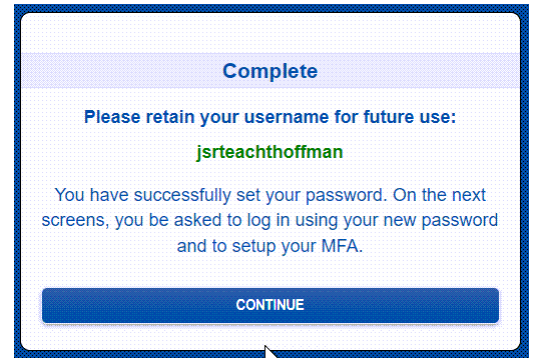 Complete
Please retain your username for future use:
jsrteachthoffman
You have successfully set your password. On the next
screens, you be asked to log in using your new password
and to setup your MFA.
CONTINUE